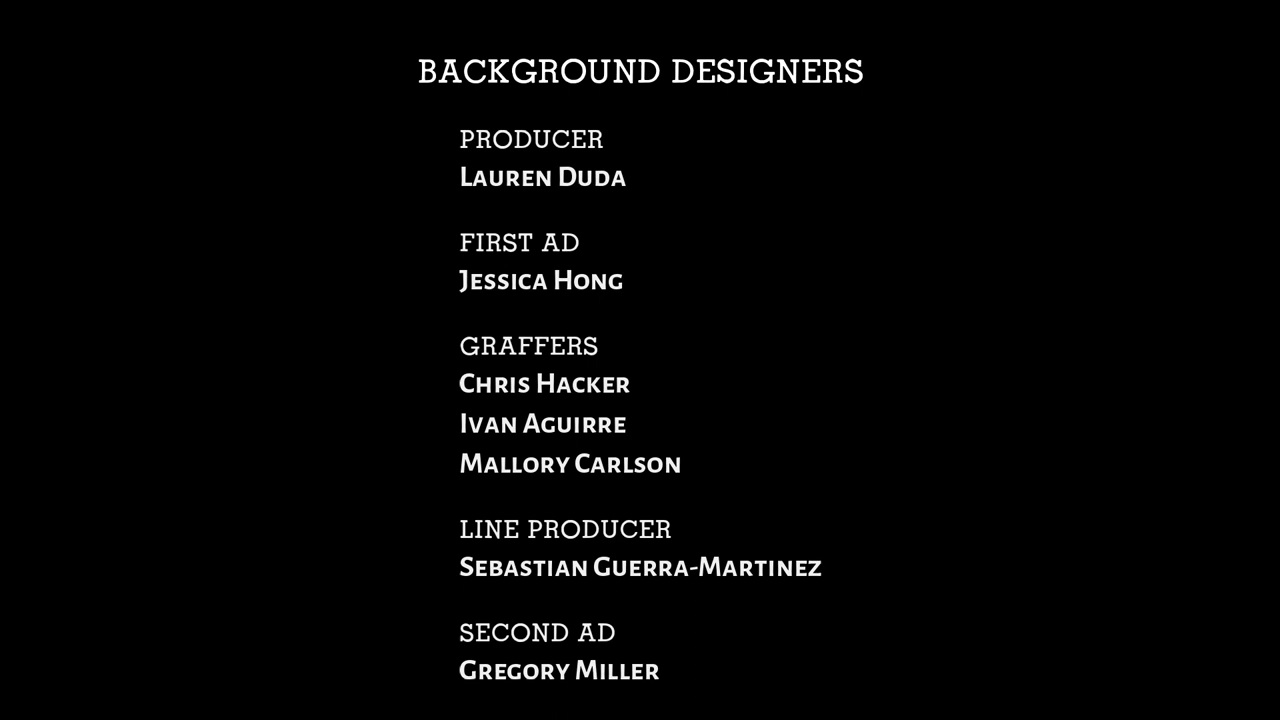 BACKGROUND DESIGNERS
PRODUCER
LAUREN DUDA
FIRST AD
JESSICA HONG
GRAFFERS
CHRIS HACKER
IVAN AGUIRRE
MALLORY CARLSON
LINE PRODUCER
SEBASTIAN GUERRA-MARTINEZ
SECOND AD
GREGORY MILLER